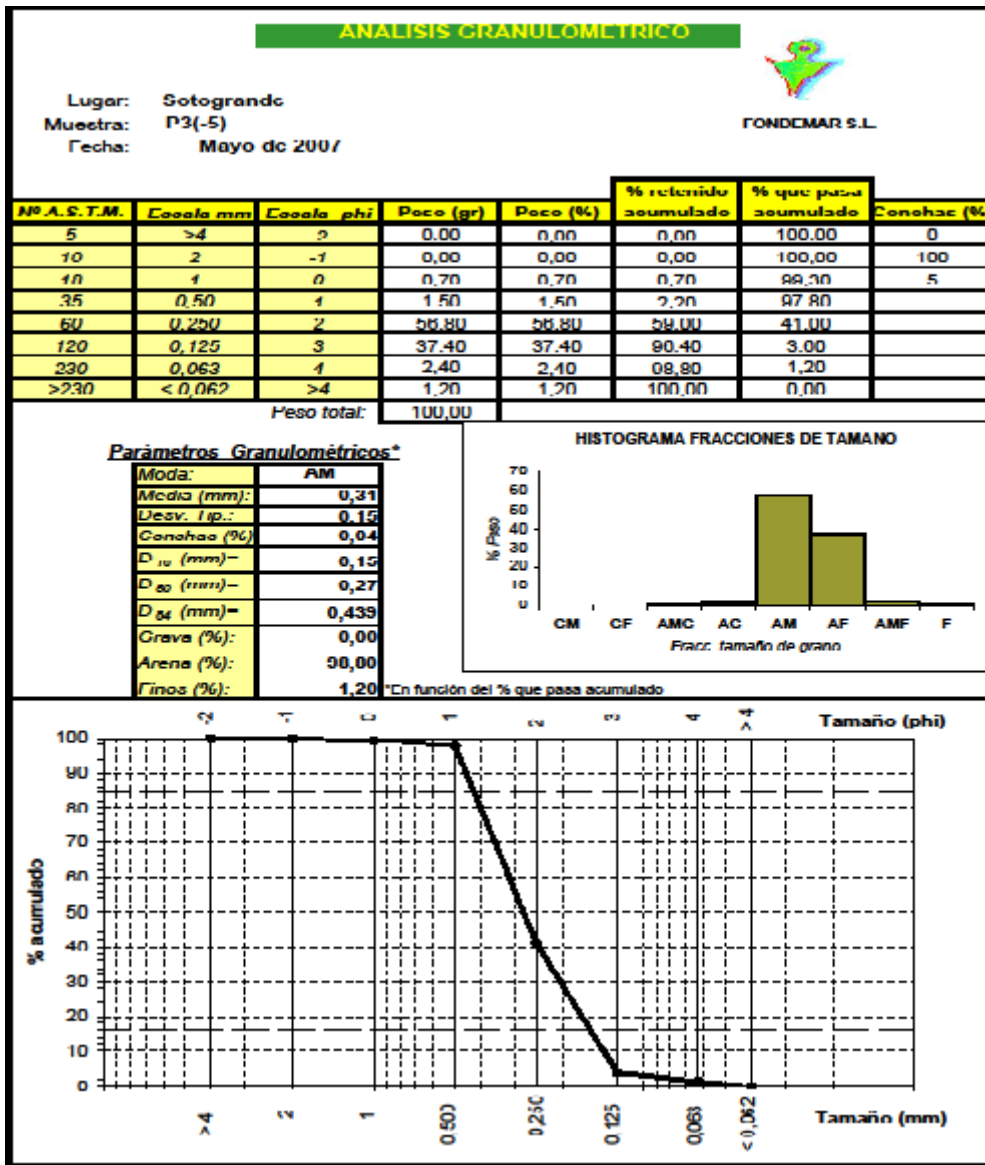 ANALISIS GRANULOMETRICO
Lugar: Sotogrande
Muestra: P3(-5)
Fecha: Mayo de 2007
FONDEMAR S.L.
% retenido % que pasa
Nº A.S.T.M. Escala mm Escala phi Peso (gr) Peso (%) acumulado acumulado Conchas (%
5 >4 0.00 0,00 0,00 100.00 0
10 2 -1 0,00 0,00 0,00 100,00 100
1 0 0,70 0,70 0,70 99,30 5
35 0,50 1 1,50 1,50 2,20 97,80
60 0,250 2 56,80 56,80 59,00 41,00
120 0,125 3 37.40 37.40
230 0,063 4 2,40 2,40 98,80 1,20
>230 < 0,062 >4 1,20 1,20 100,00 0,00
Peso total: 100,00
Parámetros Granulométricos*
Moda: AM
Media (mm): 0,31
Desv. Tip.: 0,15
Conchas (%) 0,04
D (mm)= 0,15
D (mm)= 0,27
D 84 (mm)= 0,439
Grava (%): 0,00
Arena (%): 98,80
Finos (%): 1,20
*En función del % que pasa acumulado
HISTOGRAMA FRACCIONES DE TAMAÑO
% Peso
70
60
50
40
30
20
10
0
CM CF AMC AC AM AF AMF F
Fracc. tamaño de grano
-2 -1 0 1 2 3 4 > 4 Tamaño (phi)
% acumulado
100
90
80
70
60
50
40
30
20
10
0
>4 2 1 0,500 0,250 0,125 0,063 < 0,062 Tamaño (mm)